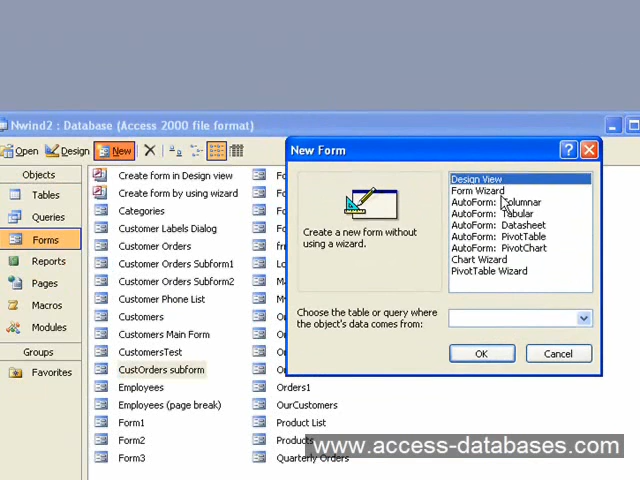 Nwind2 : Database (Access 2000 file format)
Open Design New
Objects
Tables
Queries
Forms
Reports
Pages
Macros
Modules
Groups
Favorites
Create form in Design view
Create form by using wizard
Categories
Customer Labels Dialog
Customer Orders
Customer Orders Subform1
Customer Orders Subform2
Customer Phone List
Customers
Customers Main Form
CustomersTest
CustOrders subform
Employees
Employees (page break)
Form1
Form2
Form3
Orders1
OurCustomers
Product List
Products
Quarterly Orders
New Form
Create a new form without
using a wizard.
Design View
Form Wizard
AutoForm: Columnar
AutoForm: Tabular
AutoForm: Datasheet
AutoForm: PivotTable
AutoForm: PivotChart
Chart Wizard
PivotTable Wizard
Choose the table or query where
the object's data comes from:
OK
Cancel
www.access-databases.com